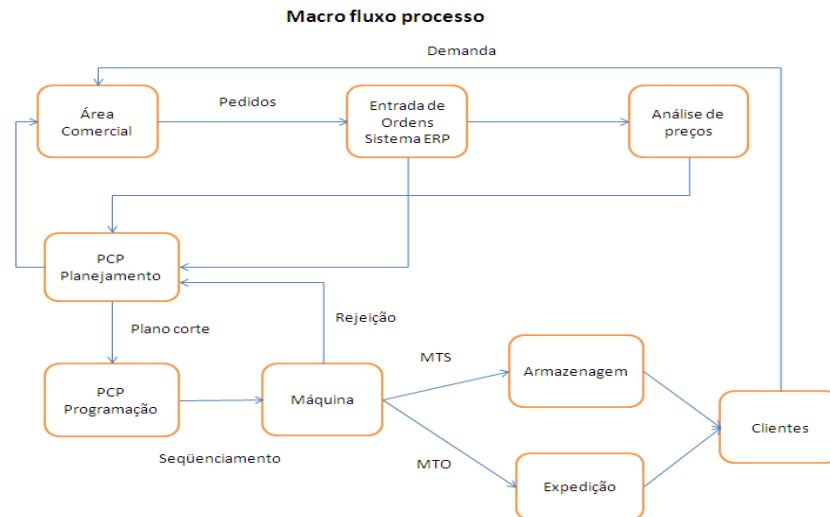 Macro fluxo processo
Demanda
Área
Comercial
Pedidos
Entrada de
Ordens
Sistema ERP
Análise de
preços
PCP
Planejamento
Plano corte
Rejeição
PCP
Programação
Seqüenciamento
Máquina
MTS
MTO
Armazenagem
Expedição
Clientes